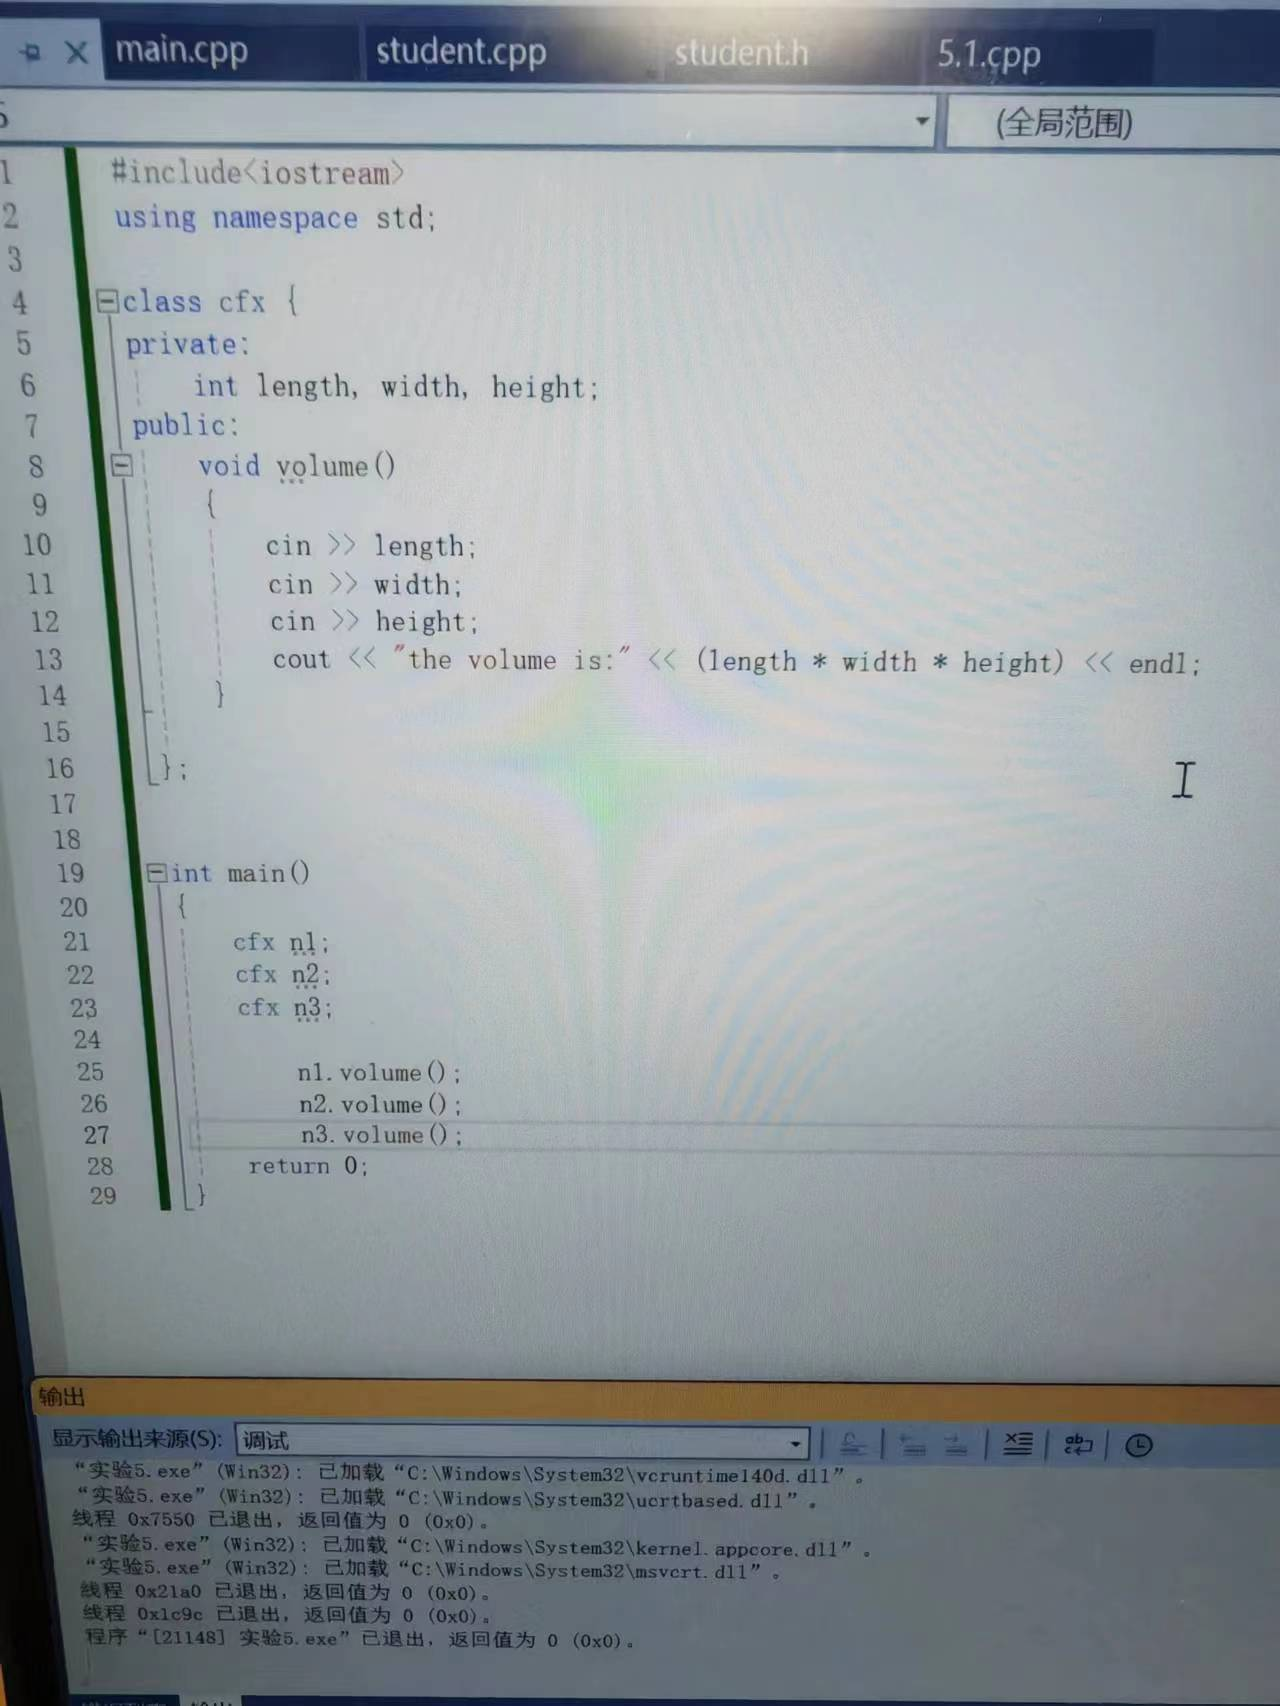 main.cpp student.cpp student.h 5.1.cpp
(全局范围)
1 #include<iostream>
2 using namespace std;
3
4 class cfx {
5 private:
6 int length, width, height;
7 public:
8 void volume()
9 {
10 cin >> length;
11 cin >> width;
12 cin >> height;
13 cout << "the volume is:" << (length * width * height) << endl;
14 }
15
16 };
17
18
19 int main()
20 {
21 cfx n1;
22 cfx n2;
23 cfx n3;
24
25 n1.volume();
26 n2.volume();
27 n3.volume();
28 return 0;
29 }
输出
显示输出来源(S): 调试
“实验5.exe” (Win32): 已加载 “C:\Windows\System32\vcruntime140d.dll” 。
“实验5.exe” (Win32): 已加载 “C:\Windows\System32\ucrtbased.dll” 。
线程 0x7550 已退出，返回值为 0 (0x0)。
“实验5.exe” (Win32): 已加载 “C:\Windows\System32\kernel.appcore.dll” 。
“实验5.exe” (Win32): 已加载 “C:\Windows\System32\msvcrt.dll” 。
线程 0x21a0 已退出，返回值为 0 (0x0)。
线程 0x1c9c 已退出，返回值为 0 (0x0)。
程序 “[21148] 实验5.exe” 已退出，返回值为 0 (0x0)。